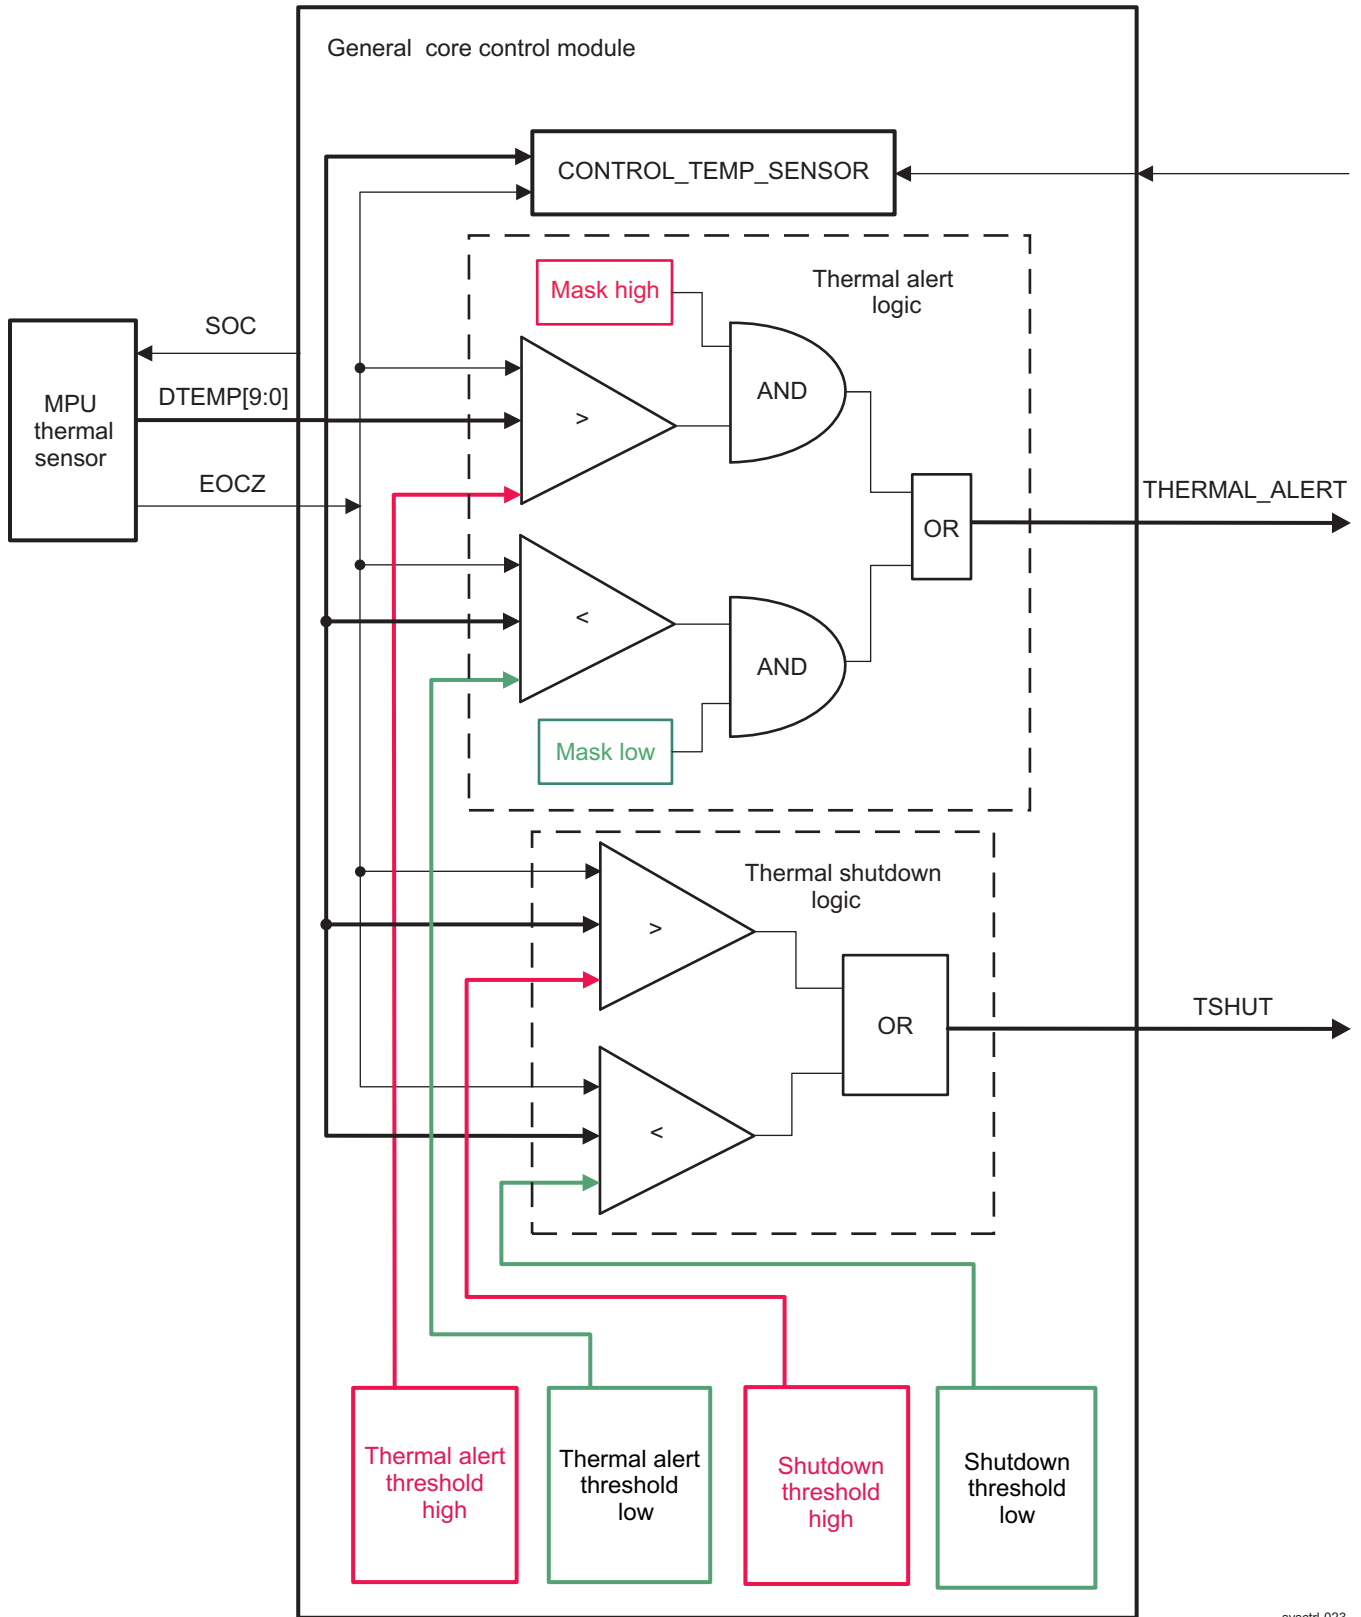 General core control module
CONTROL_TEMP_SENSOR
Mask high
Thermal alert
logic
SOC
DTEMP[9:0]
MPU
thermal
sensor
EOCZ
>
AND
OR
THERMAL_ALERT
<
AND
Mask low
Thermal shutdown
logic
>
OR
TSHUT
<
Thermal alert
threshold
high
Thermal alert
threshold
low
Shutdown
threshold
high
Shutdown
threshold
low